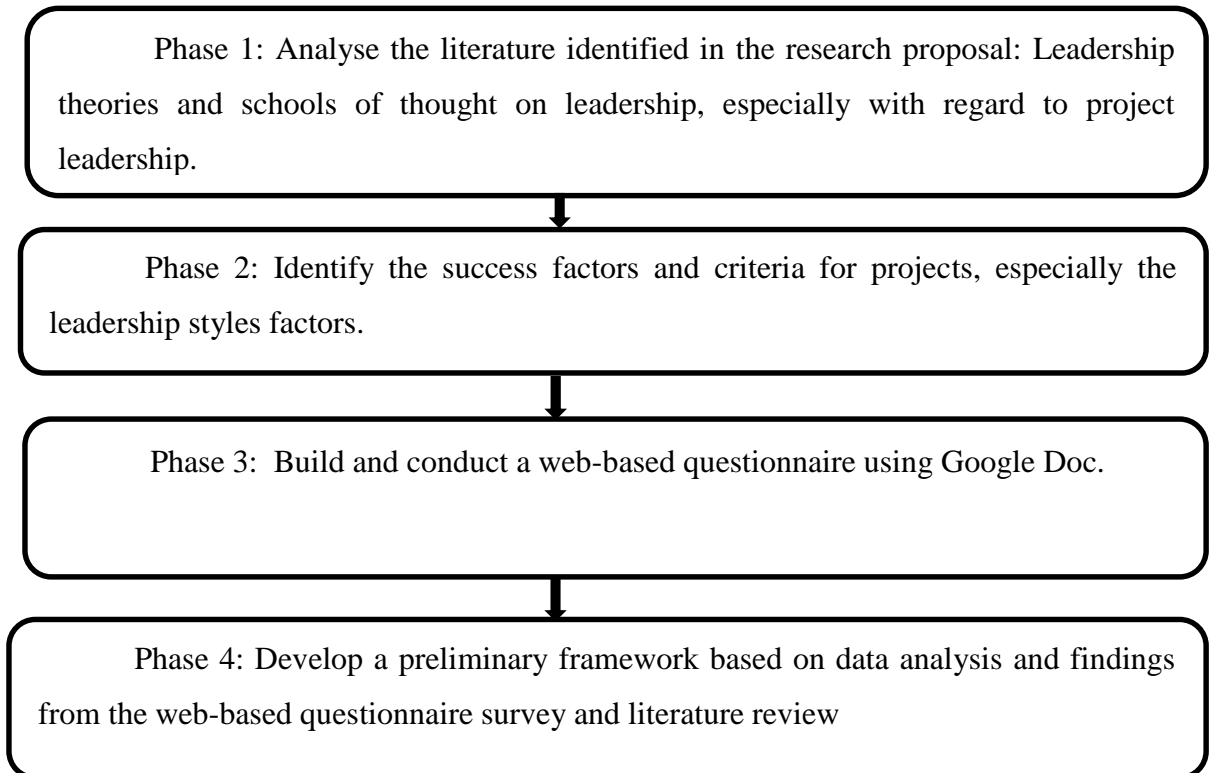 Phase 1: Analyse the literature identified in the research proposal: Leadership
theories and schools of thought on leadership, especially with regard to project
leadership.
Phase 2: Identify the success factors and criteria for projects, especially the
leadership styles factors.
Phase 3: Build and conduct a web-based questionnaire using Google Doc.
Phase 4: Develop a preliminary framework based on data analysis and findings
from the web-based questionnaire survey and literature review